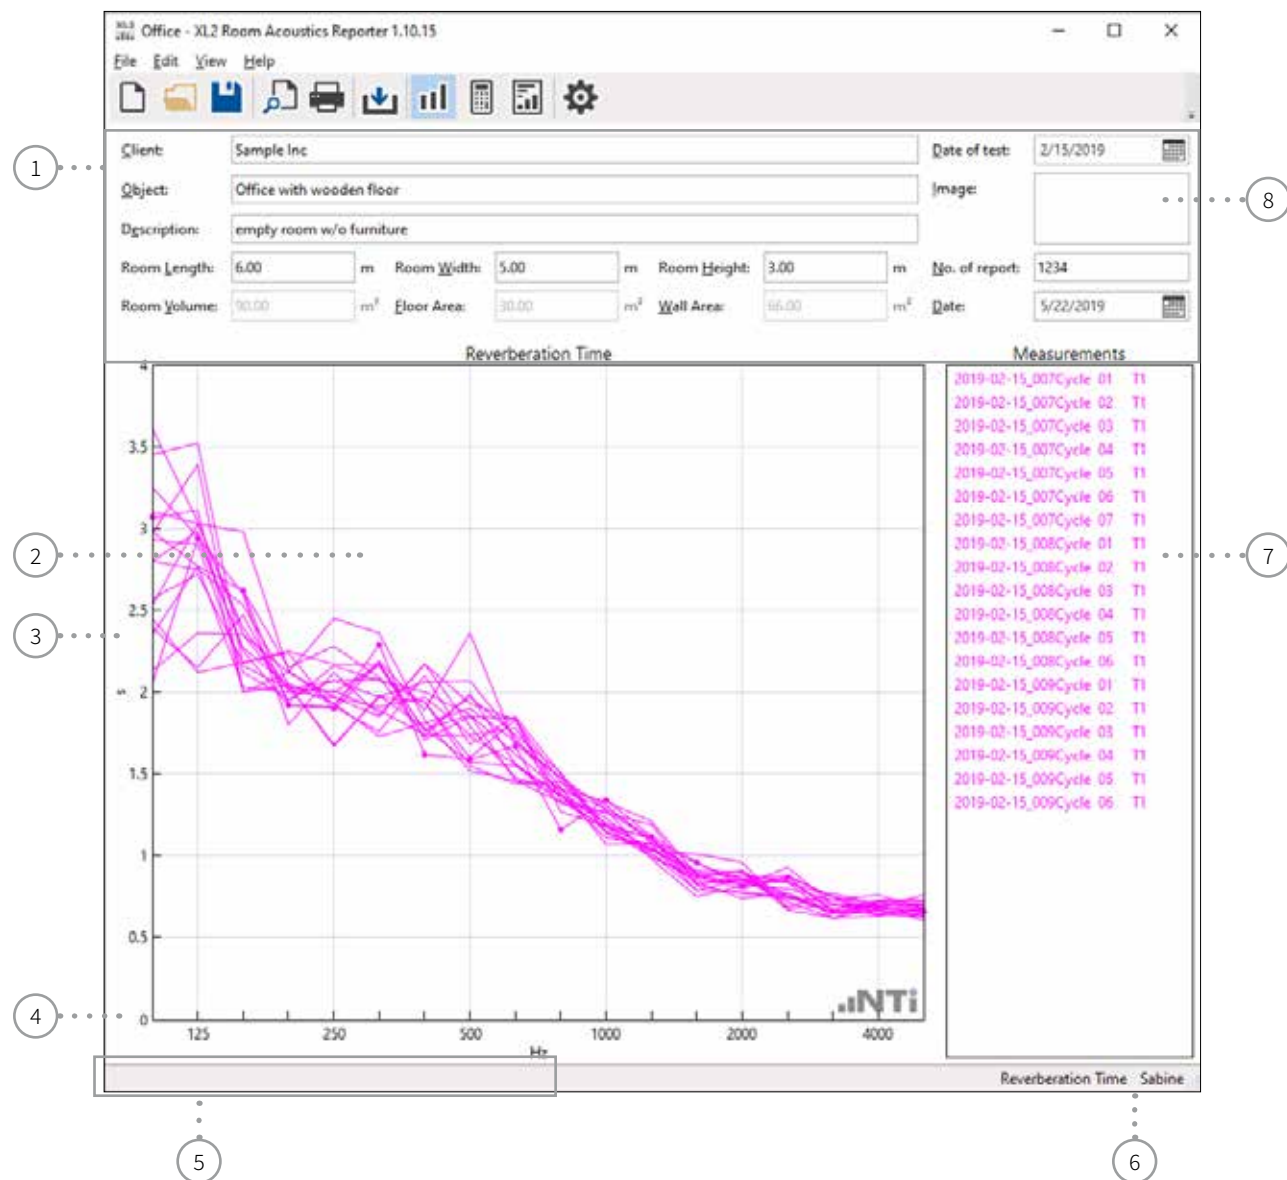 Office - XL2 Room Acoustics Reporter 1.10.15
File Edit View Help
1
Client: Sample Inc Date of test: 2/15/2019
Object: Office with wooden floor Image:
8
Description: empty room w/o furniture
Room Length: 6.00 m Room Width: 5.00 m Room Height: 3.00 m No. of report: 1234
Room Volume: 90.00 m³ Floor Area: 30.00 m² Wall Area: 66.00 m² Date: 5/22/2019
Reverberation Time Measurements
4
3.5
3
2.5
2
1.5
1
0.5
0
s
2
3
4
125 250 500 1000 2000 4000
Hz
NTi
2019-02-15_007Cycle 01 T1
2019-02-15_007Cycle 02 T1
2019-02-15_007Cycle 03 T1
2019-02-15_007Cycle 04 T1
2019-02-15_007Cycle 05 T1
2019-02-15_007Cycle 06 T1
2019-02-15_007Cycle 07 T1
2019-02-15_008Cycle 01 T1
2019-02-15_008Cycle 02 T1
2019-02-15_008Cycle 03 T1
2019-02-15_008Cycle 04 T1
2019-02-15_008Cycle 05 T1
2019-02-15_008Cycle 06 T1
2019-02-15_009Cycle 01 T1
2019-02-15_009Cycle 02 T1
2019-02-15_009Cycle 03 T1
2019-02-15_009Cycle 04 T1
2019-02-15_009Cycle 05 T1
2019-02-15_009Cycle 06 T1
7
Reverberation Time Sabine
5
6